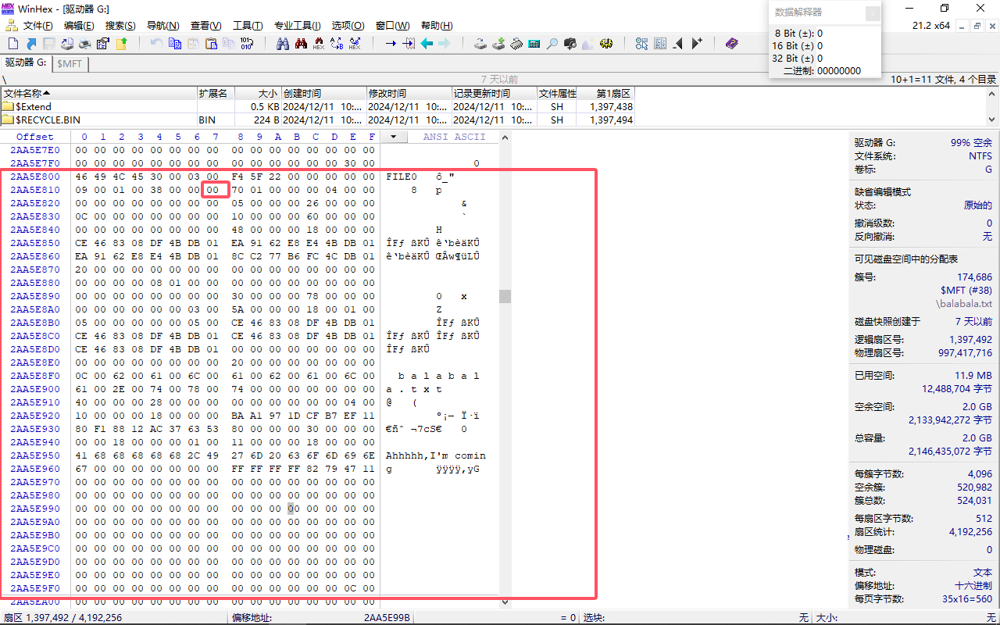 WinHex - [驱动器 G:]
数据解释器
8 Bit (±): 0
16 Bit (±) 0
32 Bit (±) 0
二进制: 00000000
文件(F) 编辑(E) 搜索(S) 导航(N) 查看(V) 工具(T) 专业工具(I) 选项(O) 窗口(W) 帮助(H)
21.2 x64
驱动器 G: $MFT
\ 7 天以前 10+1=11 文件, 4 个目录
文件名称 扩展名 大小 创建时间 修改时间 记录更新时间 文件属性 第1扇区
$Extend 0.5 KB 2024/12/11 10:... 2024/12/11 10:... 2024/12/11 10:... SH 1,397,438
$RECYCLE.BIN BIN 224 B 2024/12/11 10:... 2024/12/11 10:... 2024/12/11 10:... SH 1,397,494
Offset 0 1 2 3 4 5 6 7 8 9 A B C D E F ANSI ASCII
2AA5E7E0 00 00 00 00 00 00 00 00 00 00 00 00 00 00 00 00
2AA5E7F0 00 00 00 00 00 00 00 00 00 00 00 00 00 00 30 00 0
2AA5E800 46 49 4C 45 30 00 03 00 F4 5F 22 00 00 00 00 00 FILE0 ô_"
2AA5E810 09 00 01 00 38 00 00 00 70 01 00 00 00 04 00 00 8 p
2AA5E820 00 00 00 00 00 00 00 00 05 00 00 00 26 00 00 00 &
2AA5E830 0C 00 00 00 00 00 00 00 10 00 00 00 60 00 00 00 `
2AA5E840 00 00 00 00 00 00 00 00 48 00 00 00 18 00 00 00 H
2AA5E850 CE 46 83 08 DF 4B DB 01 EA 91 62 E8 E4 4B DB 01 ÎFƒ ßKÛ ê‘bèäKÛ
2AA5E860 EA 91 62 E8 E4 4B DB 01 8C C2 77 B6 FC 4C DB 01 ê‘bèäKÛ ŒÂw¶üLÛ
2AA5E870 20 00 00 00 00 00 00 00 00 00 00 00 00 00 00 00
2AA5E880 00 00 00 00 08 01 00 00 00 00 00 00 00 00 00 00
2AA5E890 00 00 00 00 00 00 00 00 30 00 00 00 78 00 00 00 0 x
2AA5E8A0 00 00 00 00 00 00 03 00 5A 00 00 00 18 00 01 00 Z
2AA5E8B0 05 00 00 00 00 00 05 00 CE 46 83 08 DF 4B DB 01 ÎFƒ ßKÛ
2AA5E8C0 CE 46 83 08 DF 4B DB 01 CE 46 83 08 DF 4B DB 01 ÎFƒ ßKÛ ÎFƒ ßKÛ
2AA5E8D0 CE 46 83 08 DF 4B DB 01 00 00 00 00 00 00 00 00 ÎFƒ ßKÛ
2AA5E8E0 00 00 00 00 00 00 00 00 20 00 00 00 00 00 00 00
2AA5E8F0 0C 00 62 00 61 00 6C 00 61 00 62 00 61 00 6C 00 b a l a b a l
2AA5E900 61 00 2E 00 74 00 78 00 74 00 00 00 00 00 00 00 a . t x t
2AA5E910 40 00 00 00 28 00 00 00 00 00 00 00 00 00 04 00 @ (
2AA5E920 10 00 00 00 18 00 00 00 BA A1 97 1D CF B7 EF 11 º¡— Ï·ï
2AA5E930 80 F1 88 12 AC 37 63 53 80 00 00 00 30 00 00 00 €ñˆ ¬7cS€ 0
2AA5E940 00 00 18 00 00 00 01 00 11 00 00 00 18 00 00 00
2AA5E950 41 68 68 68 68 68 2C 49 27 6D 20 63 6F 6D 69 6E Ahhhhh,I'm comin
2AA5E960 67 00 00 00 00 00 00 00 FF FF FF FF 82 79 47 11 g ÿÿÿÿ‚yG
2AA5E970 00 00 00 00 00 00 00 00 00 00 00 00 00 00 00 00
2AA5E980 00 00 00 00 00 00 00 00 00 00 00 00 00 00 00 00
2AA5E990 00 00 00 00 00 00 00 00 00 00 00 00 00 00 00 00
2AA5E9A0 00 00 00 00 00 00 00 00 00 00 00 00 00 00 00 00
2AA5E9B0 00 00 00 00 00 00 00 00 00 00 00 00 00 00 00 00
2AA5E9C0 00 00 00 00 00 00 00 00 00 00 00 00 00 00 00 00
2AA5E9D0 00 00 00 00 00 00 00 00 00 00 00 00 00 00 00 00
2AA5E9E0 00 00 00 00 00 00 00 00 00 00 00 00 00 00 00 00
2AA5E9F0 00 00 00 00 00 00 00 00 00 00 00 00 00 00 0C 00
2AA5EA00 00 00 00 00 00 00 00 00 00 00 00 00 00 00 00 00
驱动器 G: 99% 空余
文件系统: NTFS
卷标: G
缺省编辑模式
状态: 原始的
撤消级数: 0
反向撤消: 无
可见磁盘空间中的分配表
簇号: 174,686
$MFT (#38)
\balabala.txt
磁盘快照创建于 7 天以前
逻辑扇区号: 1,397,492
物理扇区号: 997,417,716
已用空间: 11.9 MB
12,488,704 字节
空余空间: 2.0 GB
2,133,942,272 字节
总容量: 2.0 GB
2,146,435,072 字节
每簇字节数: 4,096
空余簇: 520,982
簇总数: 524,031
每扇区字节数: 512
扇区统计: 4,192,256
物理磁盘: 0
模式: 文本
偏移地址: 十六进制
每页字节数: 35x16=560
扇区 1,397,492 / 4,192,256 偏移地址: 2AA5E99B = 0 选块: 无 大小: 无